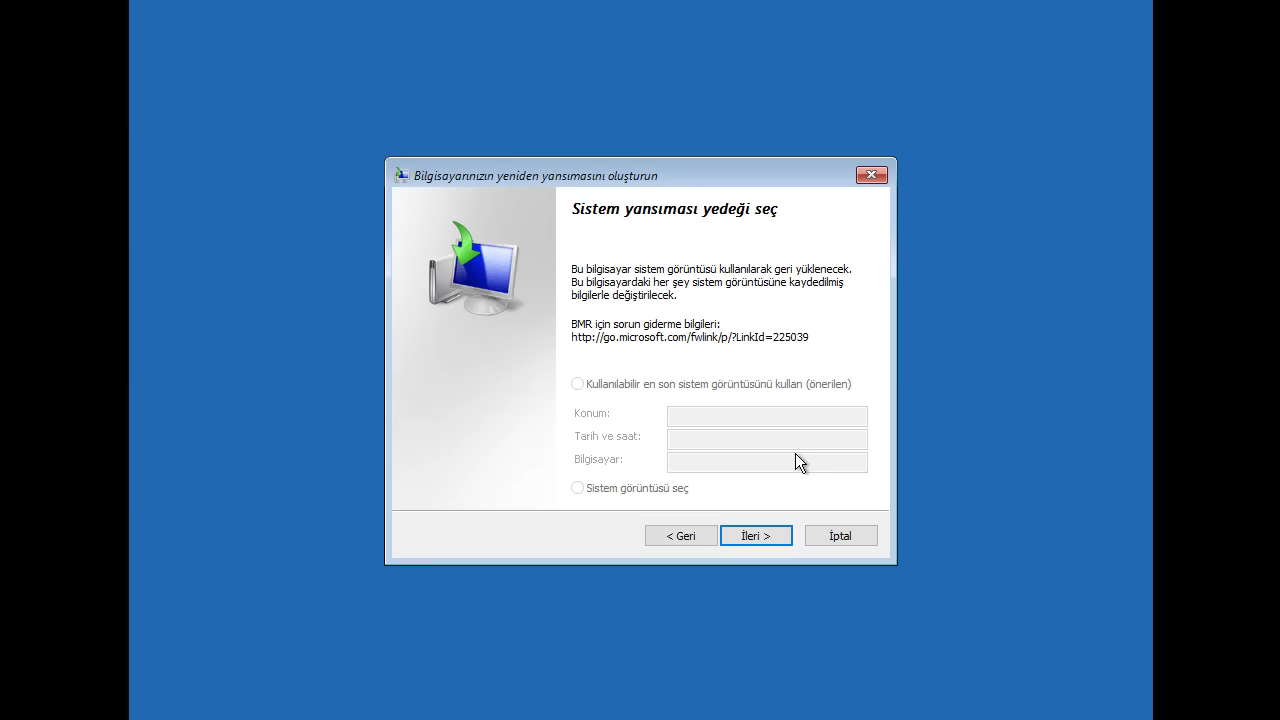 Bilgisayarınızın yeniden yansımasını oluşturun
Sistem yansıması yedeği seç
Bu bilgisayar sistem görüntüsü kullanılarak geri yüklenecek.
Bu bilgisayardaki her şey sistem görüntüsüne kaydedilmiş
bilgilerle değiştirilecek.
BMR için sorun giderme bilgileri:
http://go.microsoft.com/fwlink/p/?LinkId=225039
Kullanılabilir en son sistem görüntüsünü kullan (önerilen)
Konum:
Tarih ve saat:
Bilgisayar:
Sistem görüntüsü seç
< Geri
İleri >
İptal